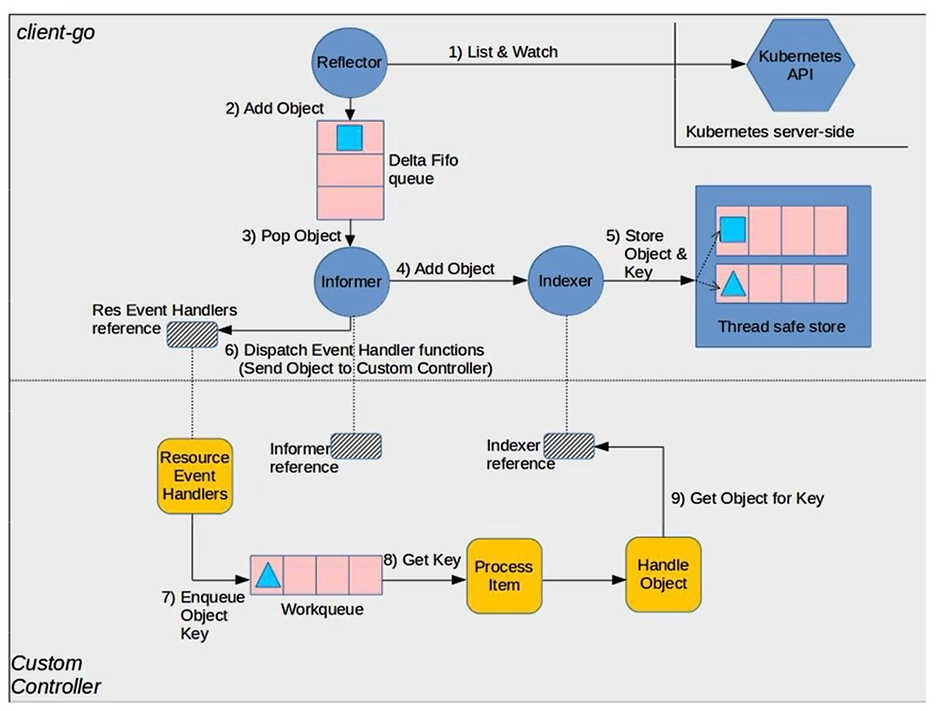 client-go
Reflector
1) List & Watch
Kubernetes
API
Kubernetes server-side
2) Add Object
Delta Fifo
queue
3) Pop Object
Informer
4) Add Object
Indexer
5) Store
Object &
Key
Thread safe store
Res Event Handlers
reference
6) Dispatch Event Handler functions
(Send Object to Custom Controller)
Resource
Event
Handlers
Informer
reference
Indexer
reference
9) Get Object for Key
7) Enqueue
Object
Key
Workqueue
8) Get Key
Process
Item
Handle
Object
Custom
Controller